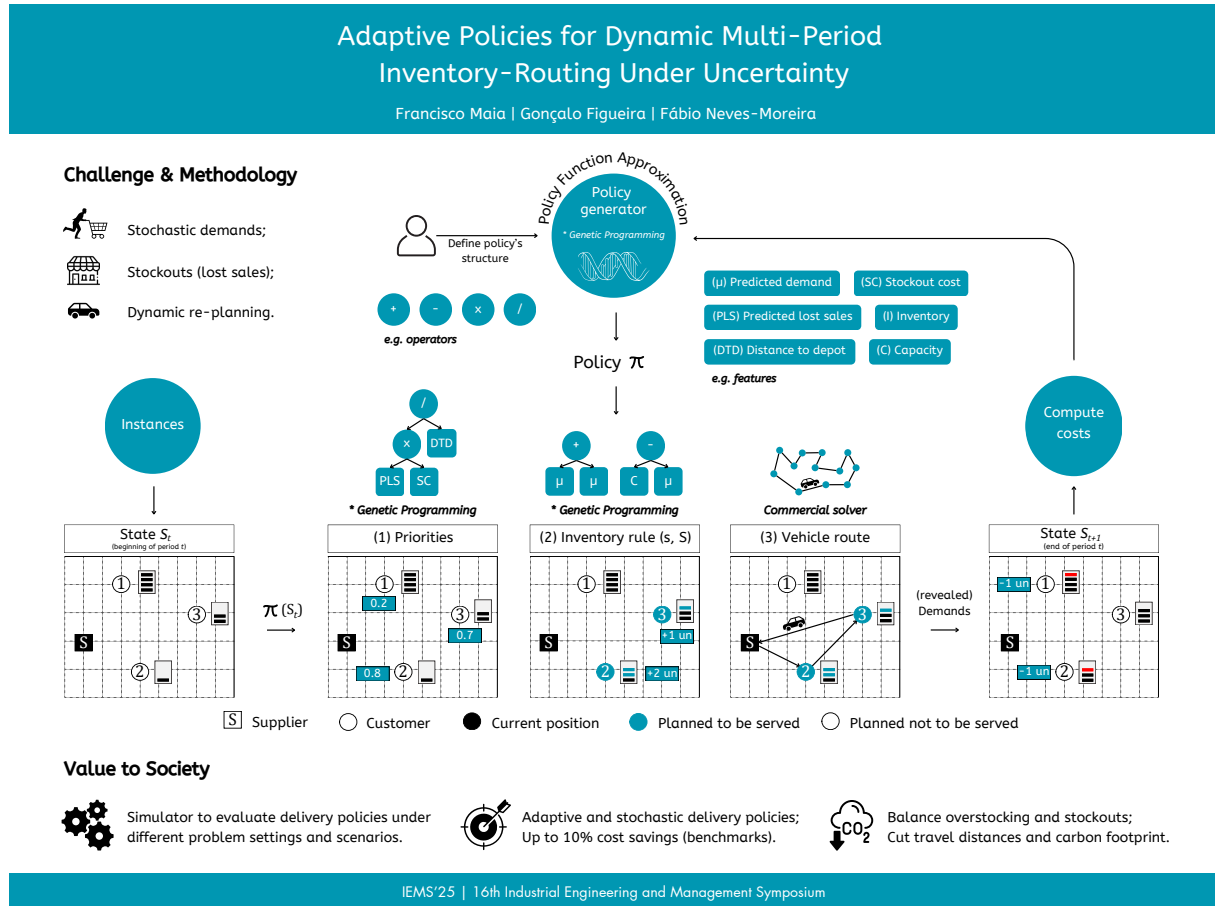 Adaptive Policies for Dynamic Multi-Period
Inventory-Routing Under Uncertainty
Francisco Maia | Gonçalo Figueira | Fábio Neves-Moreira
Challenge & Methodology
Stochastic demands;
Stockouts (lost sales);
Dynamic re-planning.
Policy Function Approximation
Policy
generator
* Genetic Programming
Define policy's
structure
+ - x /
e.g. operators
(μ) Predicted demand
(SC) Stockout cost
(PLS) Predicted lost sales
(I) Inventory
(DTD) Distance to depot
(C) Capacity
e.g. features
Policy π
Instances
Compute
costs
/
x DTD
PLS SC
* Genetic Programming
+ -
μ μ C μ
* Genetic Programming
Commercial solver
State Sₜ
(beginning of period t)
(1) Priorities
(2) Inventory rule (s, S)
(3) Vehicle route
State Sₜ₊₁
(end of period t)
1
3
S
2
π (Sₜ)
1
0.2
3
0.7
S
0.8 2
1
3
+1 un
S
2 +2 un
1
3
S
2
(revealed)
Demands
-1 un 1
3
S
-1 un 2
S Supplier
Customer
Current position
Planned to be served
Planned not to be served
Value to Society
Simulator to evaluate delivery policies under
different problem settings and scenarios.
Adaptive and stochastic delivery policies;
Up to 10% cost savings (benchmarks).
CO₂
Balance overstocking and stockouts;
Cut travel distances and carbon footprint.
IEMS'25 | 16th Industrial Engineering and Management Symposium